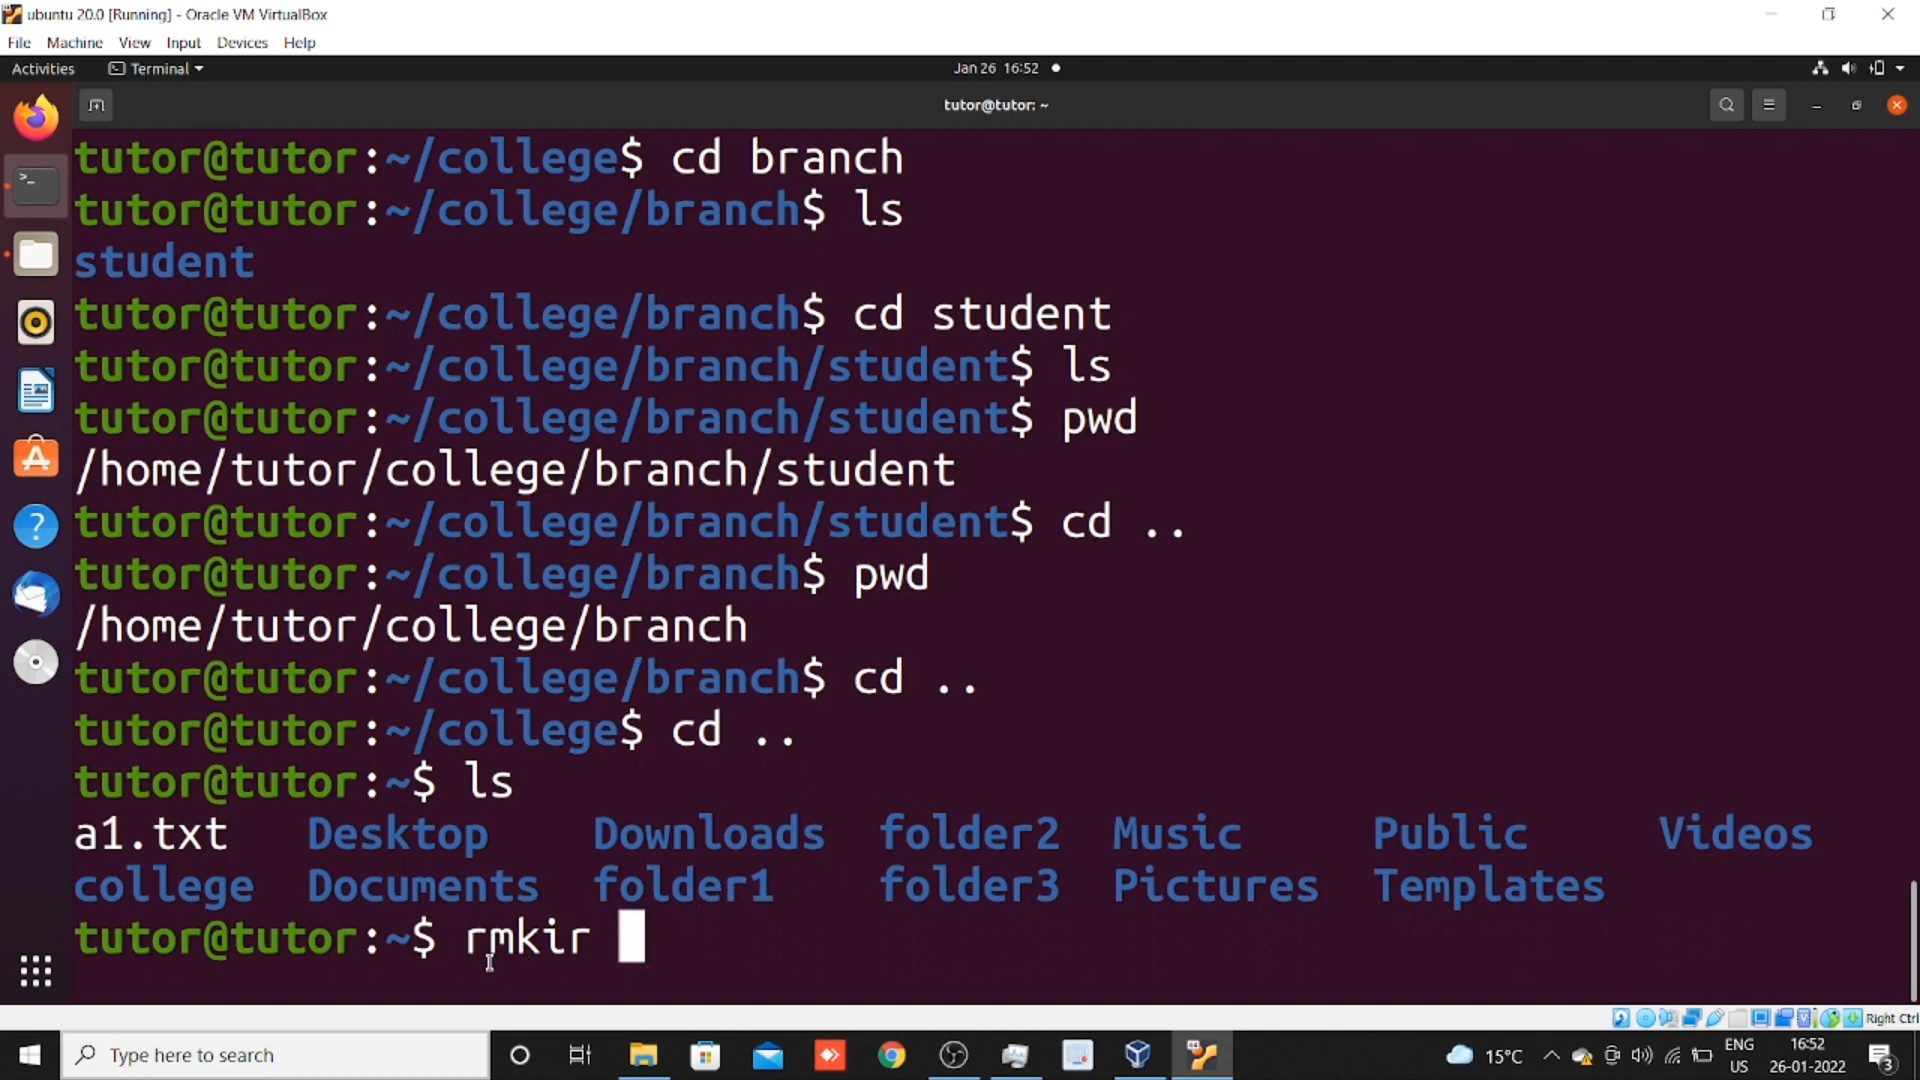 ubuntu 20.0 [Running] - Oracle VM VirtualBox
File Machine View Input Devices Help
Activities Terminal Jan 26 16:52
tutor@tutor: ~
tutor@tutor:~/college$ cd branch
tutor@tutor:~/college/branch$ ls
student
tutor@tutor:~/college/branch$ cd student
tutor@tutor:~/college/branch/student$ ls
tutor@tutor:~/college/branch/student$ pwd
/home/tutor/college/branch/student
tutor@tutor:~/college/branch/student$ cd ..
tutor@tutor:~/college/branch$ pwd
/home/tutor/college/branch
tutor@tutor:~/college/branch$ cd ..
tutor@tutor:~/college$ cd ..
tutor@tutor:~$ ls
a1.txt Desktop Downloads folder2 Music Public Videos
college Documents folder1 folder3 Pictures Templates
tutor@tutor:~$ rmkir
Right Ctrl
Type here to search 15°C ENG US 16:52 26-01-2022 3